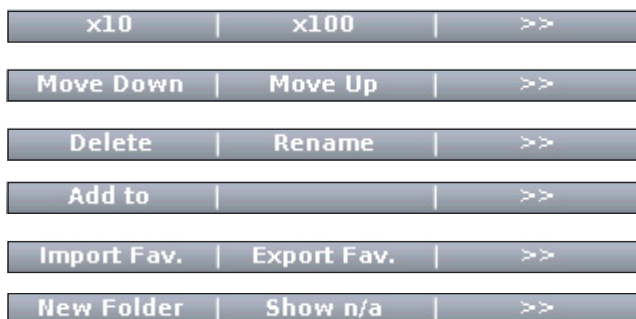 x10 | x100 | >>
Move Down | Move Up | >>
Delete | Rename | >>
Add to | | >>
Import Fav. | Export Fav. | >>
New Folder | Show n/a | >>